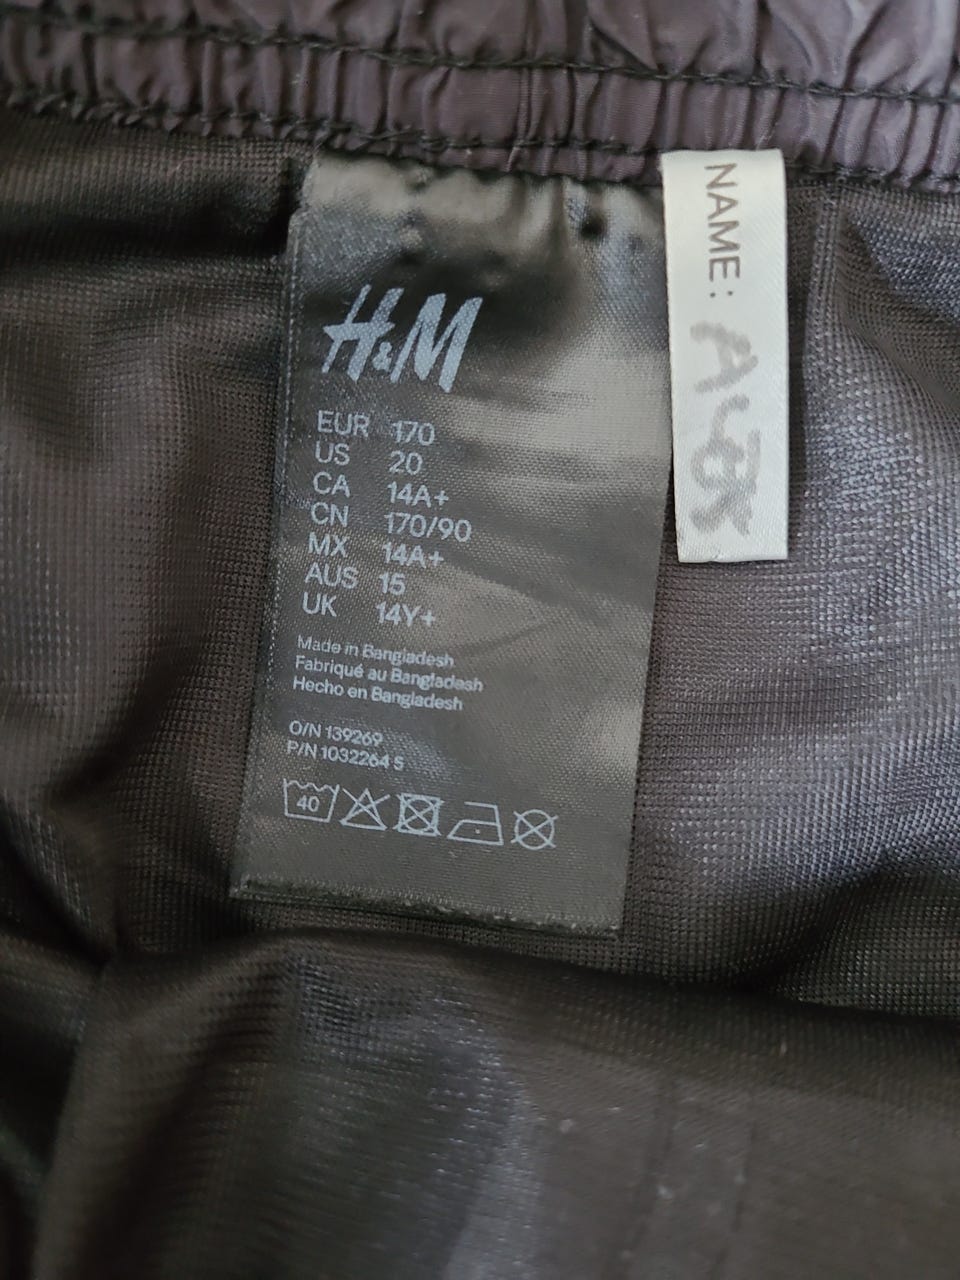 H&M
EUR 170
US 20
CA 14A+
CN 170/90
MX 14A+
AUS 15
UK 14Y+
Made in Bangladesh
Fabriqué au Bangladesh
Hecho en Bangladesh
O/N 139269
P/N 1032264 5
40
NAME: